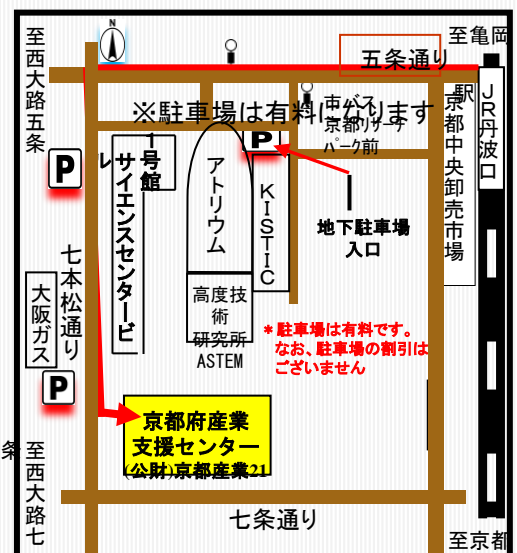 N
至亀岡
五条通り
至西大路五条
※駐車場は有料になります
市バス
京都リサーチ
パーク前
JR丹波口
駅
京都中央卸売市場
P
P
1号館
サイエンスセンタービ
ル
アトリウム
KISTIC
地下駐車場
入口
七本松通り
大阪ガス
高度技
術
研究所
ASTEM
*駐車場は有料です。
なお、駐車場の割引は
ございません
P
京都府産業
支援センター
(公財)京都産業21
至西大路七
条
七条通り
至京都